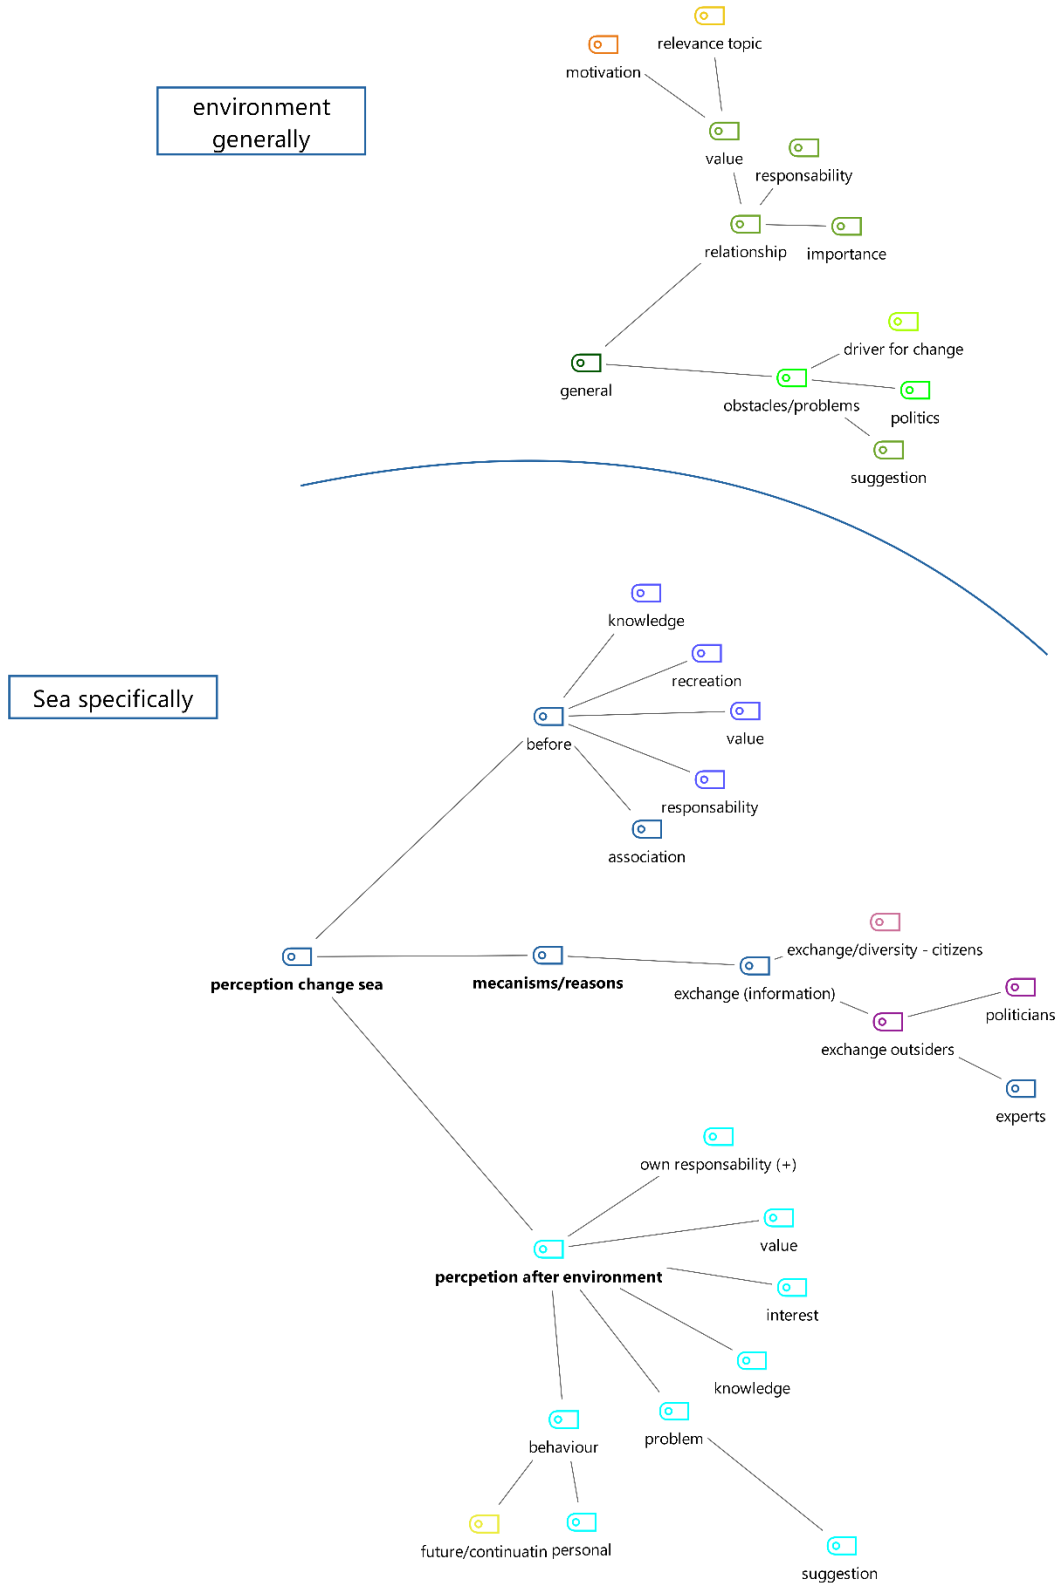 relevance topic
motivation
environment
generally
value
responsability
relationship
importance
driver for change
general
obstacles/problems
politics
suggestion
knowledge
recreation
Sea specifically
value
before
responsability
association
exchange/diversity - citizens
perception change sea
mecanisms/reasons
exchange (information)
politicians
exchange outsiders
experts
own responsability (+)
value
percpetion after environment
interest
knowledge
behaviour
problem
future/continuatin
personal
suggestion